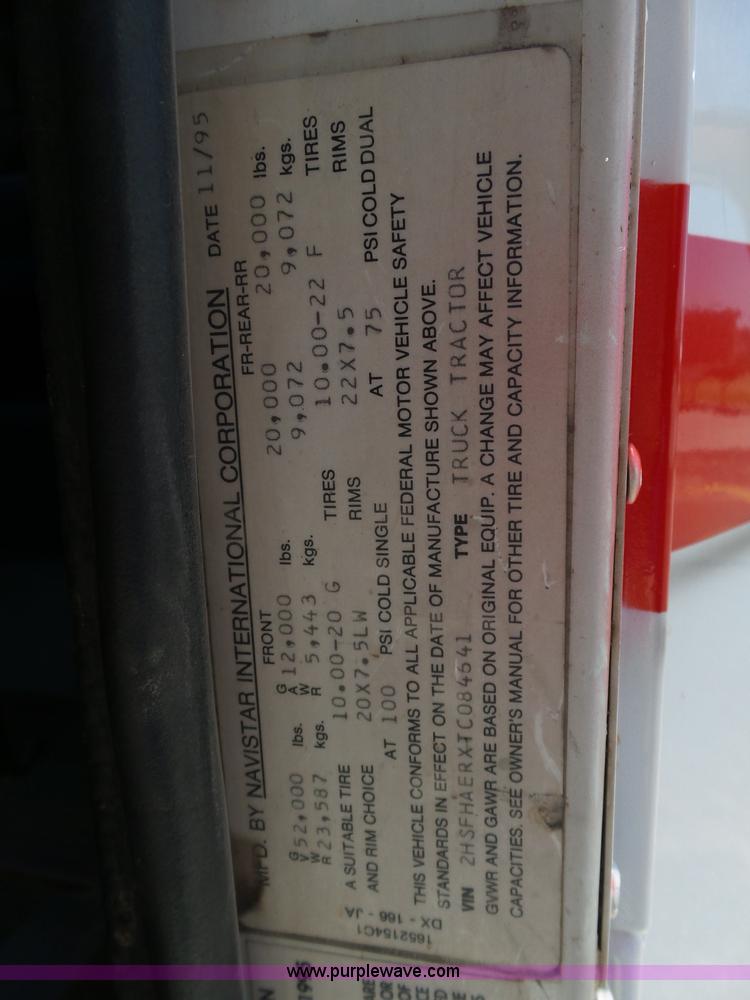 MFD. BY NAVISTAR INTERNATIONAL CORPORATION DATE 11/95
FRONT FR-REAR-RR
GVWR 52,000 lbs. GAWR 12,000 lbs. 20,000 20,000 lbs.
23,587 kgs. 5,443 kgs. 9,072 9,072 kgs.
A SUITABLE TIRE 10.00-20 G TIRES 10.00-22 F TIRES
AND RIM CHOICE 20X7.5LW RIMS 22X7.5 RIMS
AT 100 PSI COLD SINGLE AT 75 PSI COLD DUAL
THIS VEHICLE CONFORMS TO ALL APPLICABLE FEDERAL MOTOR VEHICLE SAFETY
STANDARDS IN EFFECT ON THE DATE OF MANUFACTURE SHOWN ABOVE.
VIN 2HSFHAERXTC084641 TYPE TRUCK TRACTOR
GVWR AND GAWR ARE BASED ON ORIGINAL EQUIP. A CHANGE MAY AFFECT VEHICLE
CAPACITIES. SEE OWNER'S MANUAL FOR OTHER TIRE AND CAPACITY INFORMATION.
1652154C1
DX - 166 - JA
www.purplewave.com